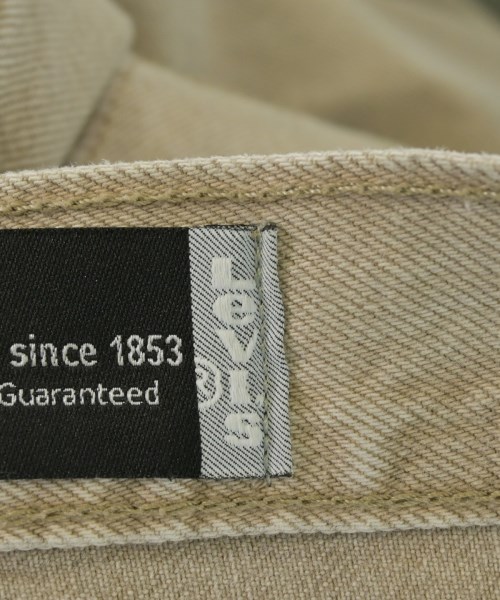 since 1853
Guaranteed
LEVI'S
®